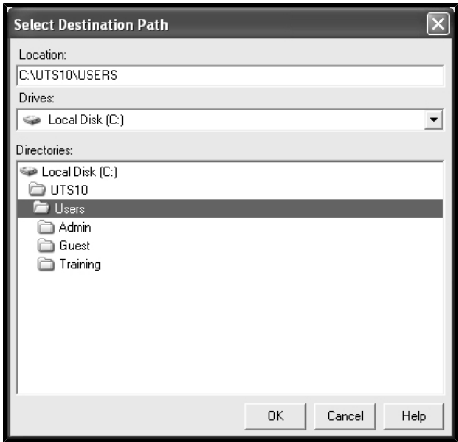 Select Destination Path
Location:
C:\UTS10\USERS
Drives:
Local Disk (C:)
Directories:
Local Disk (C:)
UTS10
Users
Admin
Guest
Training
OK
Cancel
Help